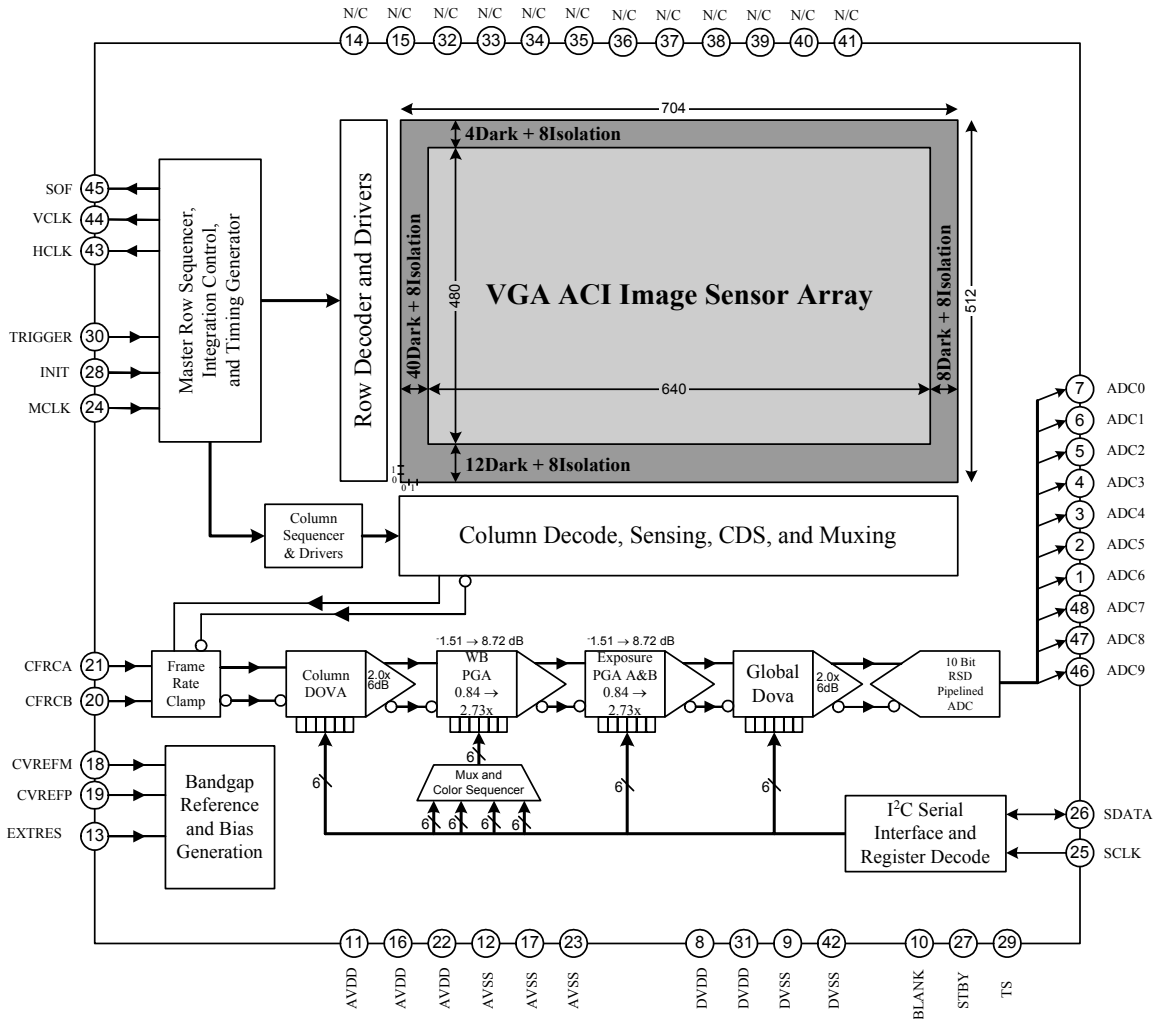 N/C N/C N/C N/C N/C N/C N/C N/C N/C N/C N/C N/C
14 15 32 33 34 35 36 37 38 39 40 41
704
4Dark + 8Isolation
SOF 45
VCLK 44
HCLK 43
TRIGGER 30
INIT 28
MCLK 24
Master Row Sequencer,
Integration Control,
and Timing Generator
Row Decoder and Drivers
40Dark + 8Isolation
480
VGA ACI Image Sensor Array
640
8Dark + 8Isolation
512
12Dark + 8Isolation
1
0
0 1
7 ADC0
6 ADC1
5 ADC2
4 ADC3
3 ADC4
2 ADC5
1 ADC6
48 ADC7
47 ADC8
46 ADC9
Column
Sequencer
& Drivers
Column Decode, Sensing, CDS, and Muxing
CFRCA 21
CFRCB 20
Frame
Rate
Clamp
Column
DOVA
2.0x
6dB
-1.51 → 8.72 dB
WB
PGA
0.84 →
2.73x
-1.51 → 8.72 dB
Exposure
PGA A&B
0.84 →
2.73x
Global
Dova
2.0x
6dB
10 Bit
RSD
Pipelined
ADC
CVREFM 18
CVREFP 19
EXTRES 13
Bandgap
Reference
and Bias
Generation
6
6
6
6
Mux and
Color Sequencer
6 6 6 6
I2C Serial
Interface and
Register Decode
26 SDATA
25 SCLK
11 16 22 12 17 23 8 31 9 42 10 27 29
AVDD AVDD AVDD AVSS AVSS AVSS DVDD DVDD DVSS DVSS BLANK STBY TS